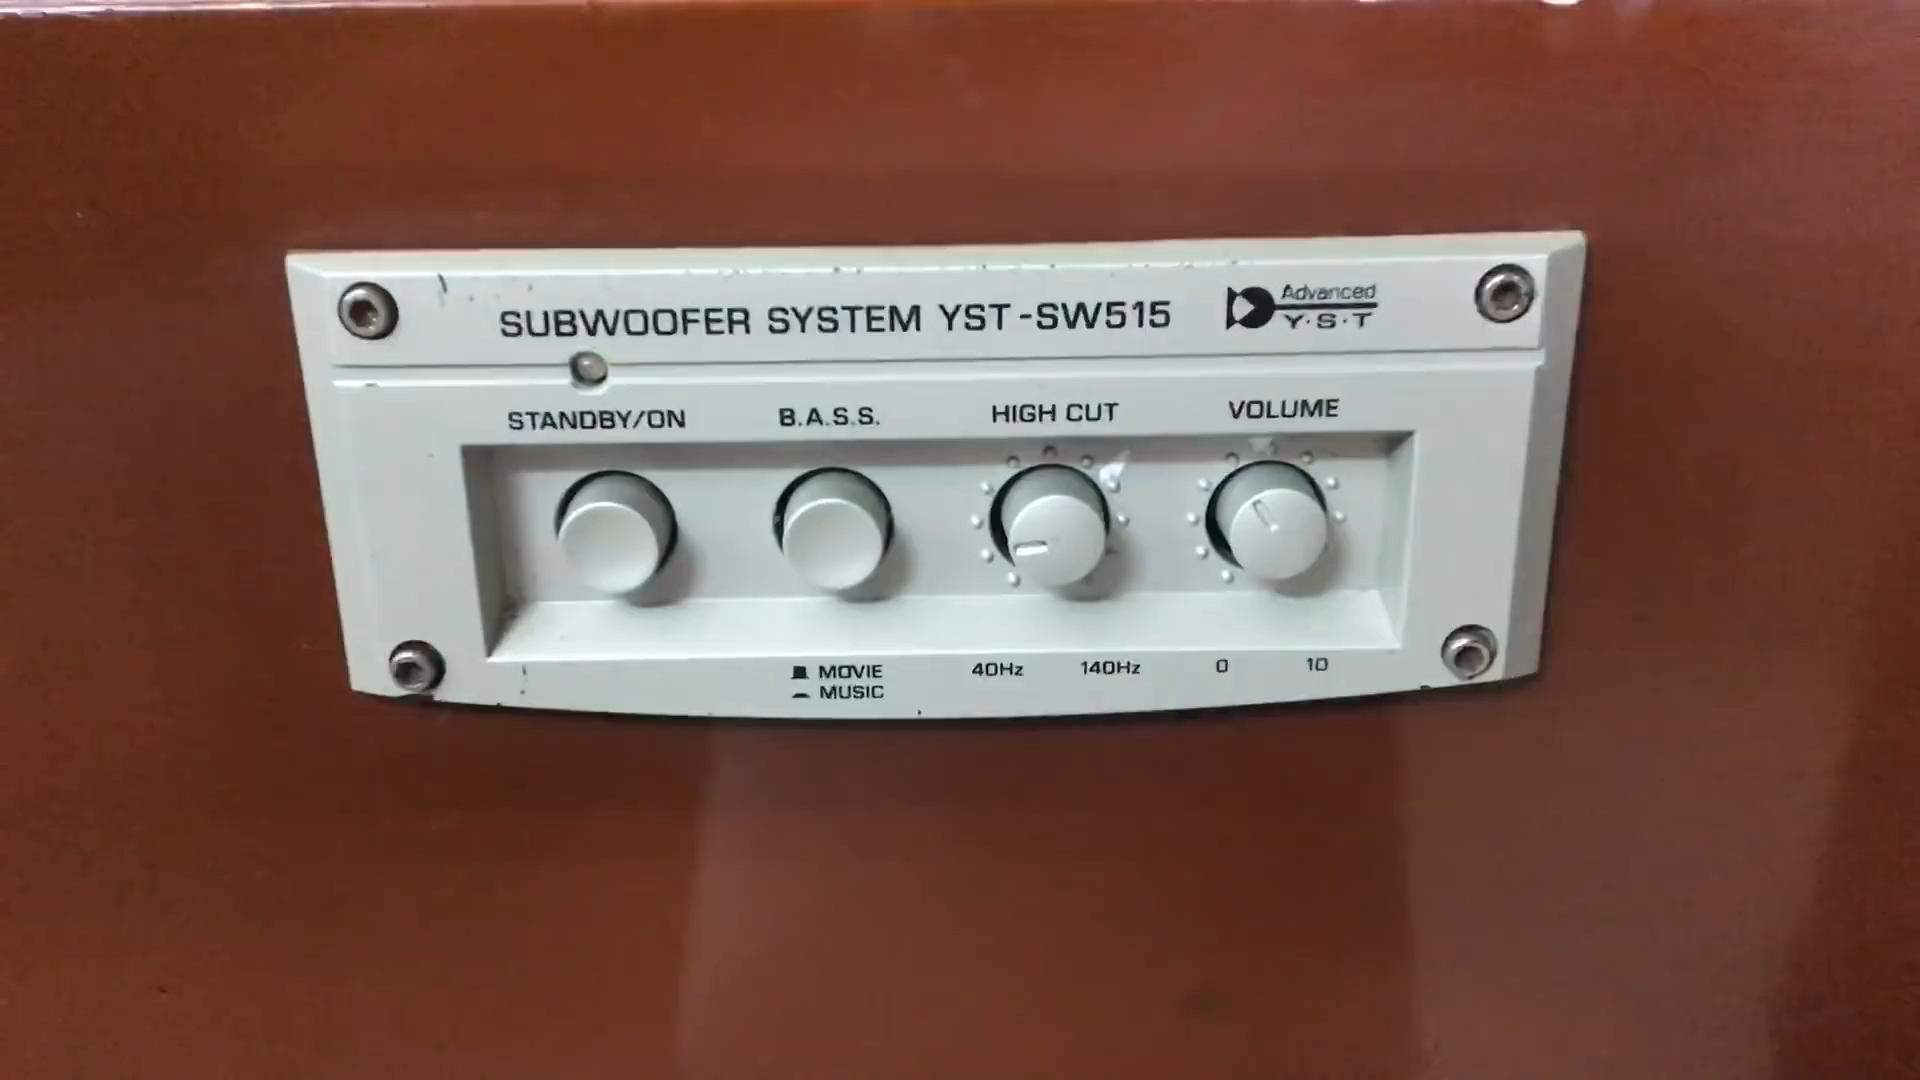 SUBWOOFER SYSTEM YST-SW515
Advanced
Y·S·T
STANDBY/ON
B.A.S.S.
HIGH CUT
VOLUME
MOVIE
MUSIC
40Hz 140Hz
0 10